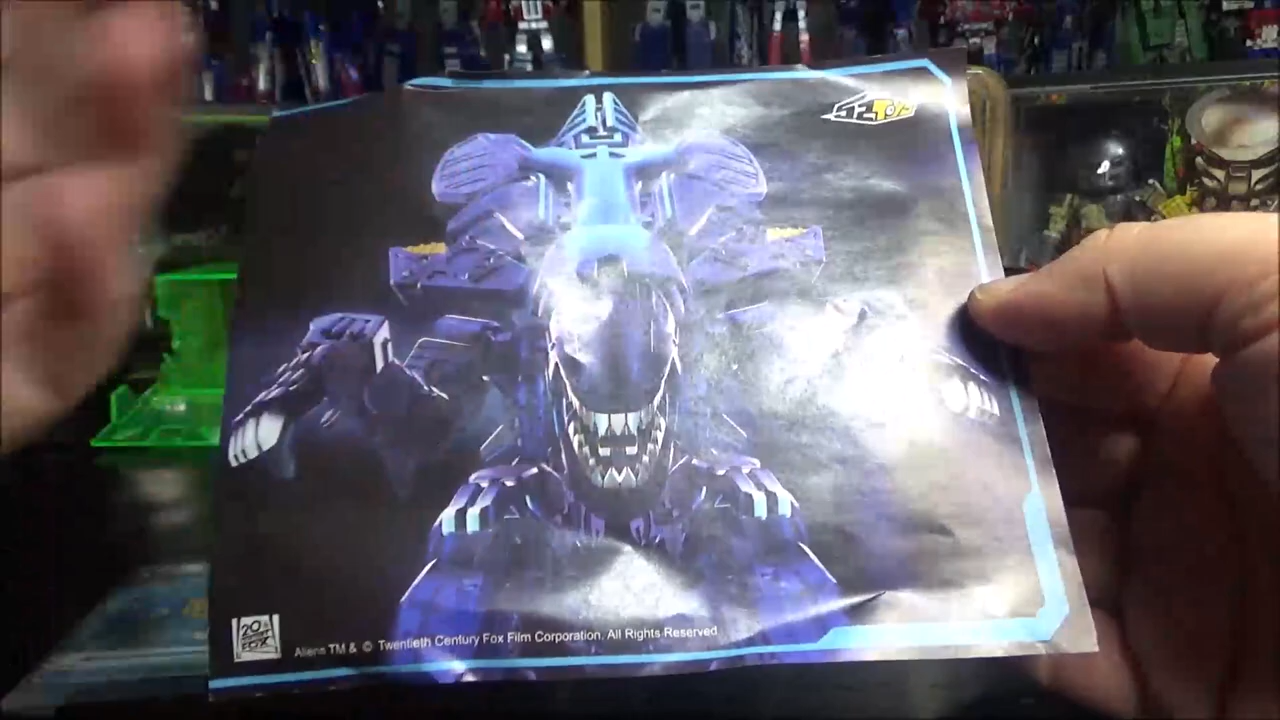 52TOYS
20th
CENTURY
FOX
Aliens TM & © Twentieth Century Fox Film Corporation. All Rights Reserved